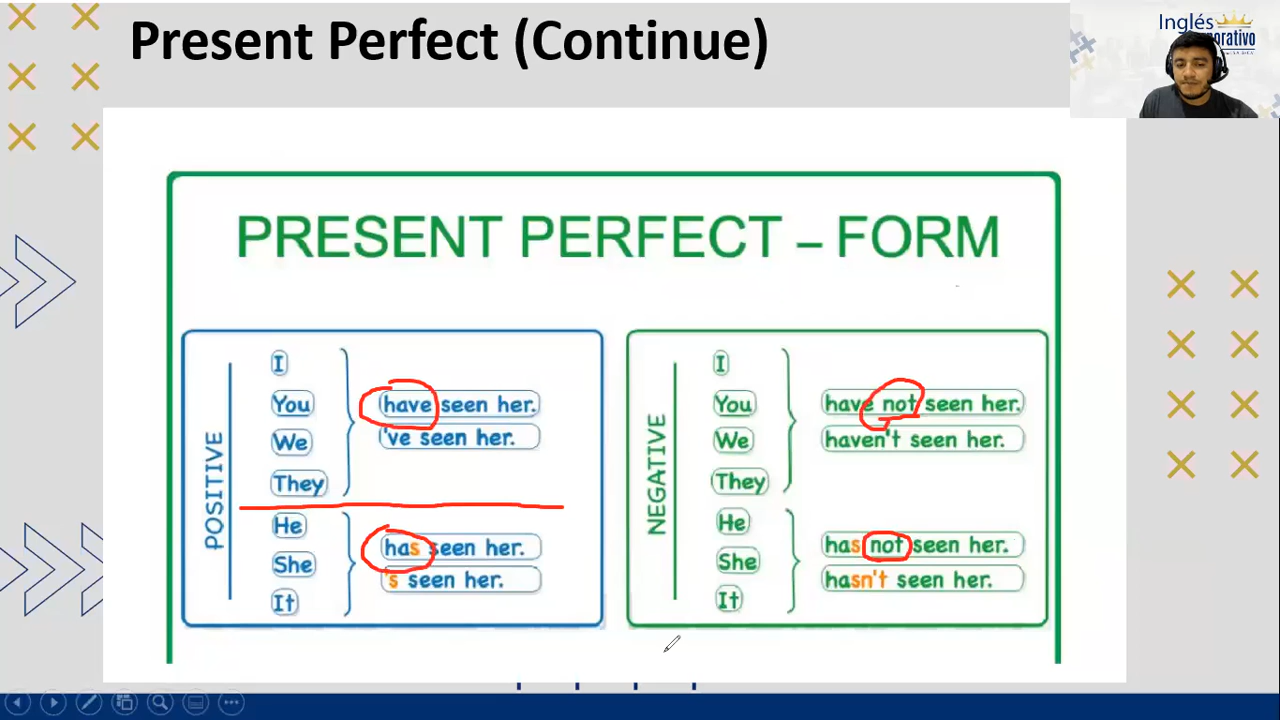 Present Perfect (Continue)
Inglés
PRESENT PERFECT – FORM
POSITIVE
I
You
We
They
have seen her.
've seen her.
He
She
It
has seen her.
's seen her.
NEGATIVE
I
You
We
They
have not seen her.
haven't seen her.
He
She
It
has not seen her.
hasn't seen her.